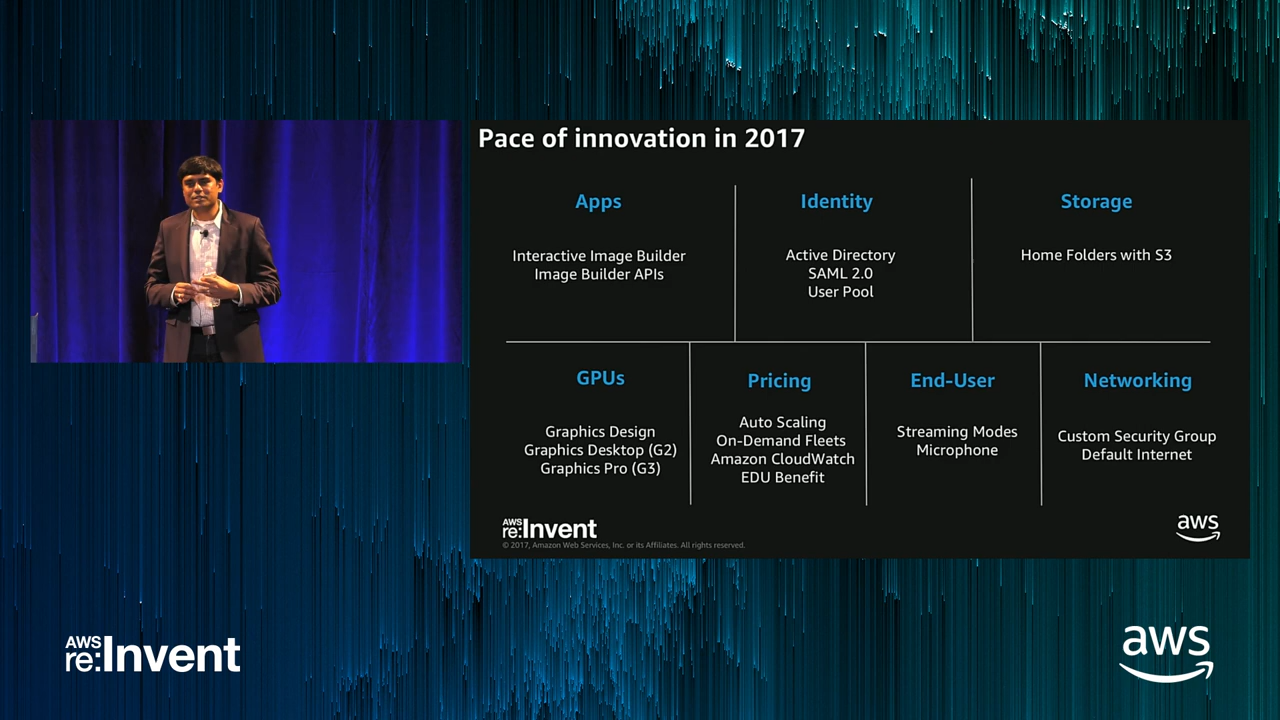 Pace of innovation in 2017
Apps
Interactive Image Builder
Image Builder APIs
Identity
Active Directory
SAML 2.0
User Pool
Storage
Home Folders with S3
GPUs
Graphics Design
Graphics Desktop (G2)
Graphics Pro (G3)
Pricing
Auto Scaling
On-Demand Fleets
Amazon CloudWatch
EDU Benefit
End-User
Streaming Modes
Microphone
Networking
Custom Security Group
Default Internet
AWS
re:Invent
© 2017, Amazon Web Services, Inc. or its Affiliates. All rights reserved.
aws
AWS
re:Invent
aws